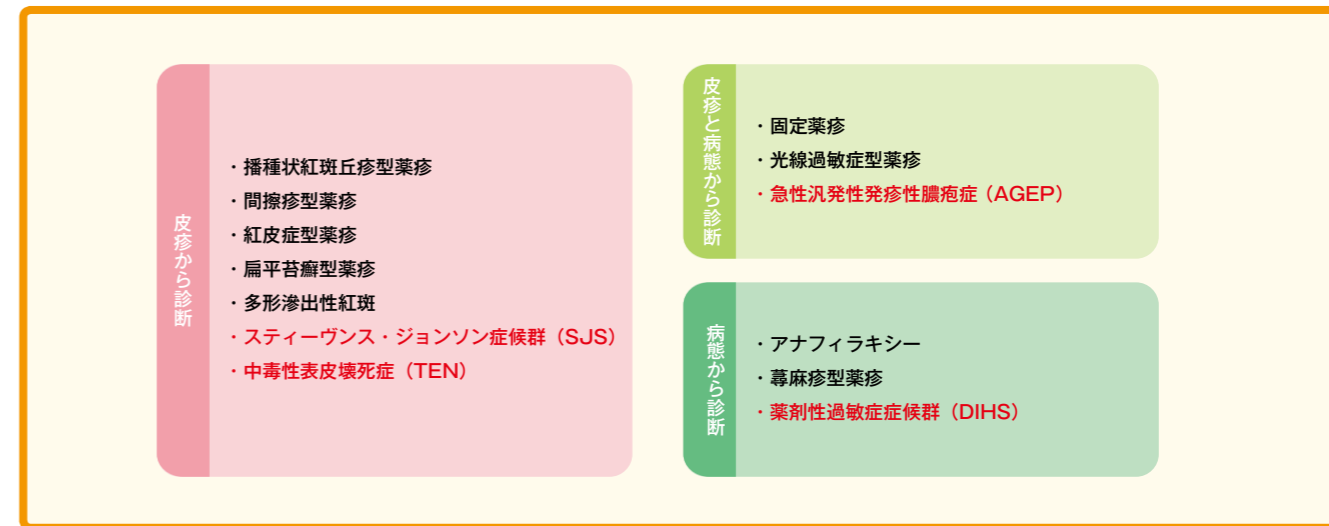 皮疹から診断
・播種状紅斑丘疹型薬疹
・間擦疹型薬疹
・紅皮症型薬疹
・扁平苔癬型薬疹
・多形滲出性紅斑
・スティーヴンス・ジョンソン症候群（SJS）
・中毒性表皮壊死症（TEN）
皮疹と病態から診断
・固定薬疹
・光線過敏症型薬疹
・急性汎発性発疹性膿疱症（AGEP）
病態から診断
・アナフィラキシー
・蕁麻疹型薬疹
・薬剤性過敏症症候群（DIHS）